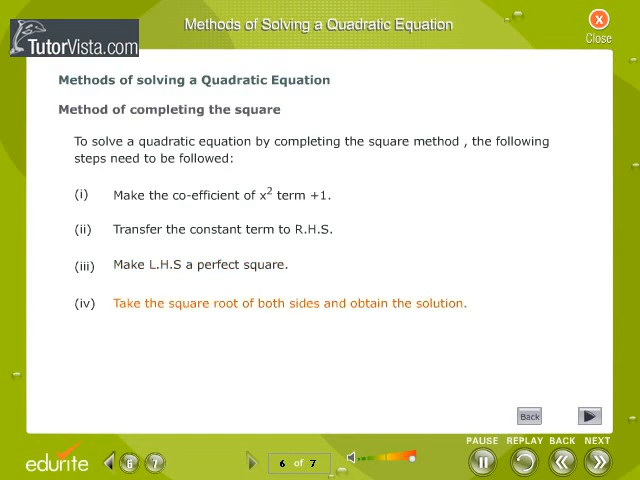 Methods of Solving a Quadratic Equation
X
Close
TutorVista.com
Methods of solving a Quadratic Equation
Method of completing the square
To solve a quadratic equation by completing the square method , the following
steps need to be followed:
(i) Make the co-efficient of x² term +1.
(ii) Transfer the constant term to R.H.S.
(iii) Make L.H.S a perfect square.
(iv) Take the square root of both sides and obtain the solution.
Back
PAUSE REPLAY BACK NEXT
edurite 6 7 6 of 7